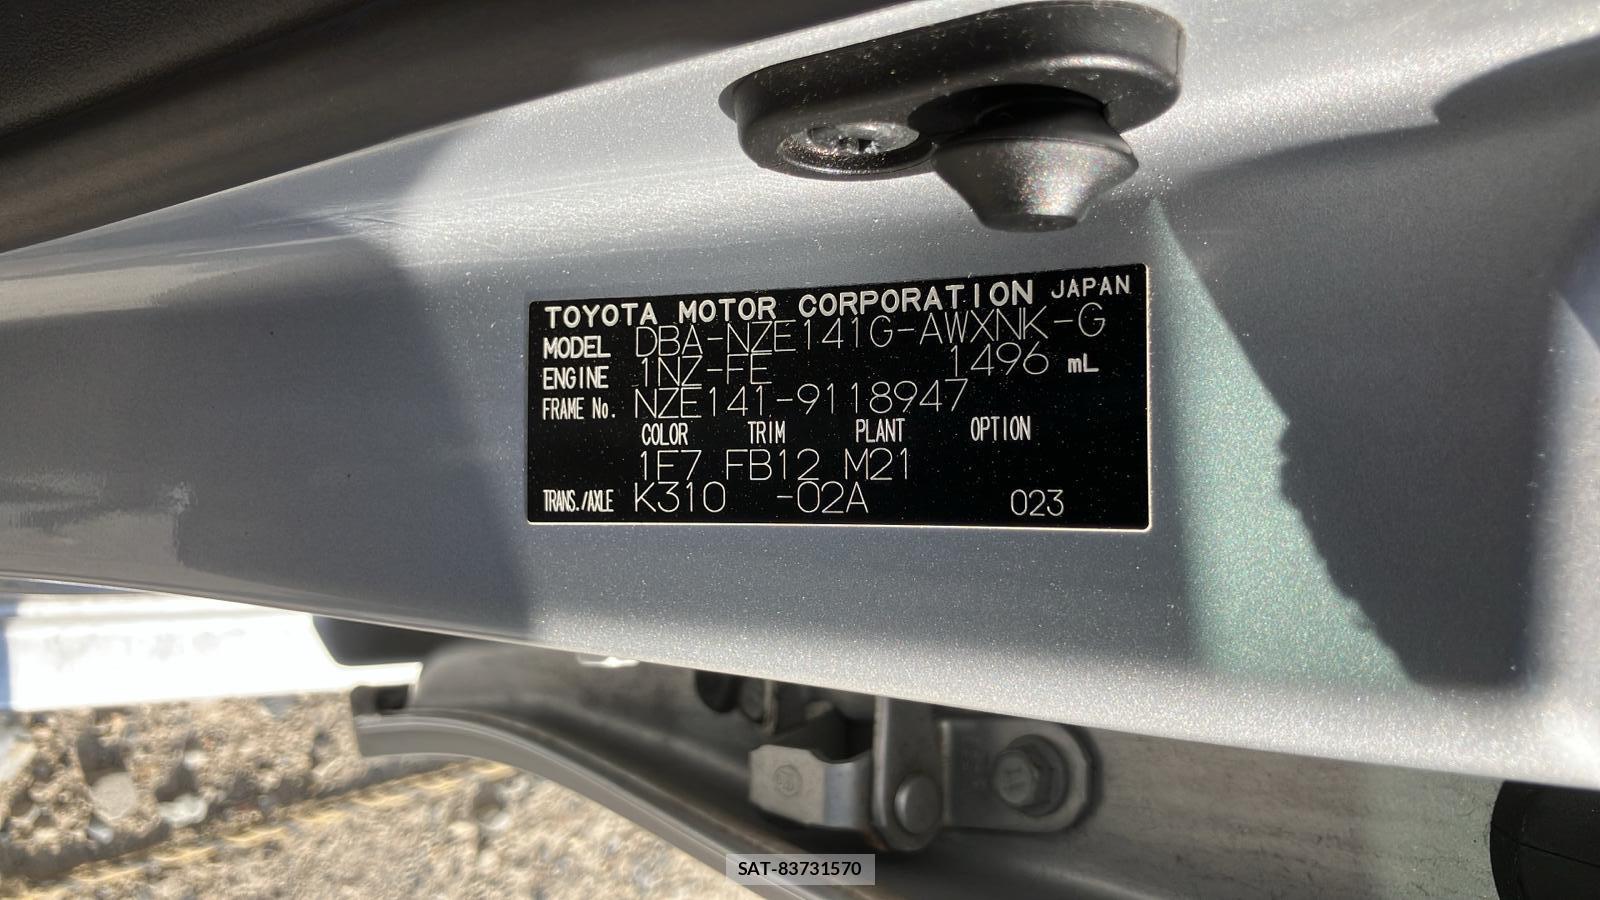 TOYOTA MOTOR CORPORATION JAPAN
MODEL DBA-NZE141G-AWXNK-G
ENGINE 1NZ-FE 1496 mL
FRAME No. NZE141-9118947
COLOR TRIM PLANT OPTION
1E7 FB12 M21
TRANS./AXLE K310 -02A 023
SAT-83731570